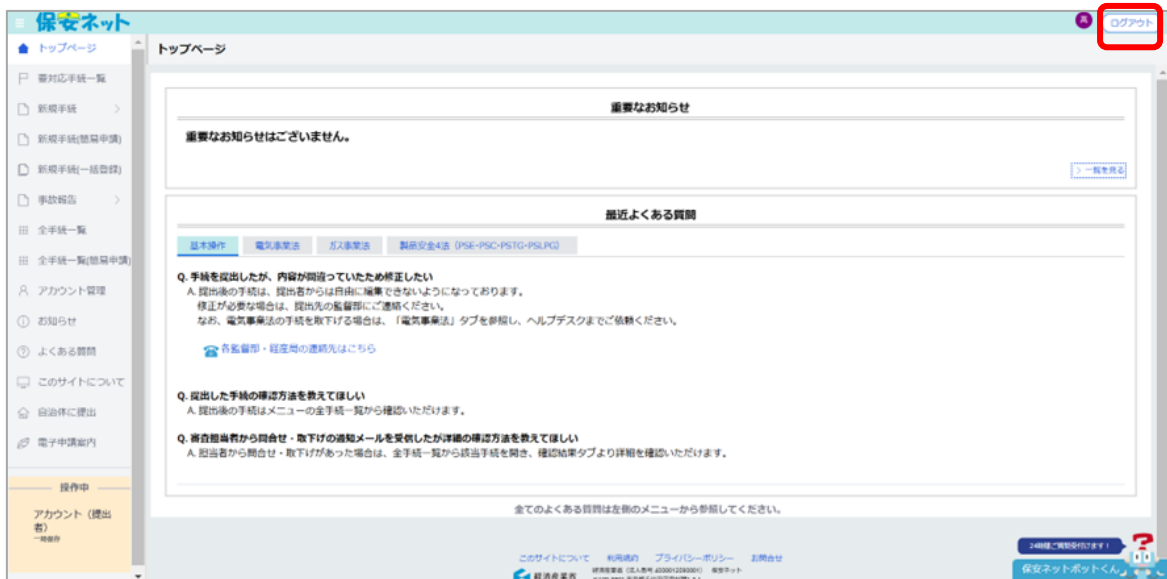 保安ネット
高
ログアウト
トップページ
要対応手続一覧
新規手続
新規手続(簡易申請)
新規手続(一括登録)
事故報告
全手続一覧
全手続一覧(簡易申請)
アカウント管理
お知らせ
よくある質問
このサイトについて
自治体に提出
電子申請案内
操作中
アカウント（提出
者）
一時保存
トップページ
重要なお知らせ
重要なお知らせはございません。
> 一覧を見る
最近よくある質問
基本操作 電気事業法 ガス事業法 製品安全4法（PSE・PSC・PSTG・PSLPG）
Q. 手続を提出したが、内容が間違っていたため修正したい
A. 提出後の手続は、提出者からは自由に編集できないようになっております。
修正が必要な場合は、提出先の監督部にご連絡ください。
なお、電気事業法の手続を取下げる場合は、「電気事業法」タブを参照し、ヘルプデスクまでご依頼ください。
各監督部・経産局の連絡先はこちら
Q. 提出した手続の確認方法を教えてほしい
A. 提出後の手続はメニューの全手続一覧から確認いただけます。
Q. 審査担当者から問合せ・取下げの通知メールを受信したが詳細の確認方法を教えてほしい
A. 担当者から問合せ・取下げがあった場合は、全手続一覧から該当手続を開き、確認結果タブより詳細を確認いただけます。
全てのよくある質問は左側のメニューから参照してください。
このサイトについて 利用規約 プライバシーポリシー お問合せ
経済産業省
経済産業省（法人番号 4000012090001） 保安ネット
24時間ご質問受付けます！
保安ネットボットくん